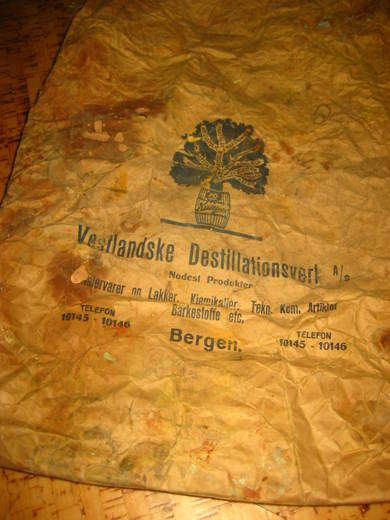 Vestlandske Destillationsverk A/s
Nodest Produkter
Malervarer og Lakker, Kjemikalier, Tekn. Kem. Artikler
Barkestoffe etc.
TELEFON
10145 - 10146
Bergen.
TELEFON
10145 - 10146